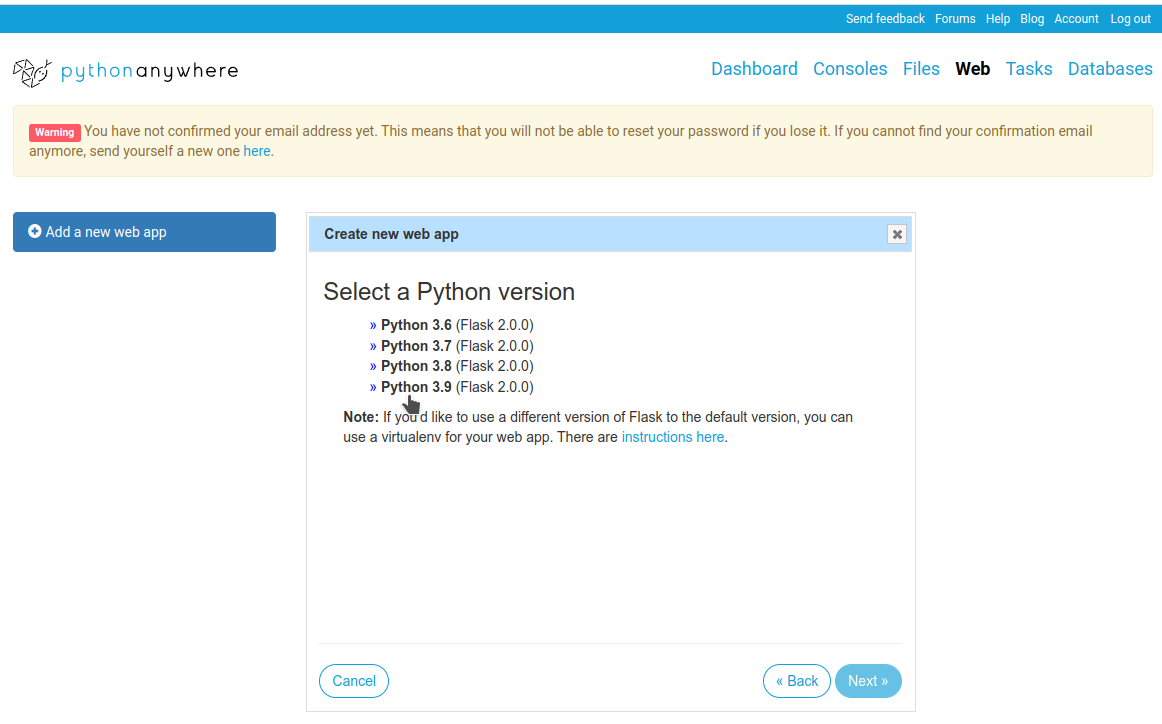 Send feedback Forums Help Blog Account Log out
pythonanywhere
Dashboard Consoles Files Web Tasks Databases
Warning You have not confirmed your email address yet. This means that you will not be able to reset your password if you lose it. If you cannot find your confirmation email
anymore, send yourself a new one here.
Add a new web app
Create new web app
Select a Python version
» Python 3.6 (Flask 2.0.0)
» Python 3.7 (Flask 2.0.0)
» Python 3.8 (Flask 2.0.0)
» Python 3.9 (Flask 2.0.0)
Note: If you'd like to use a different version of Flask to the default version, you can
use a virtualenv for your web app. There are instructions here.
Cancel « Back Next »